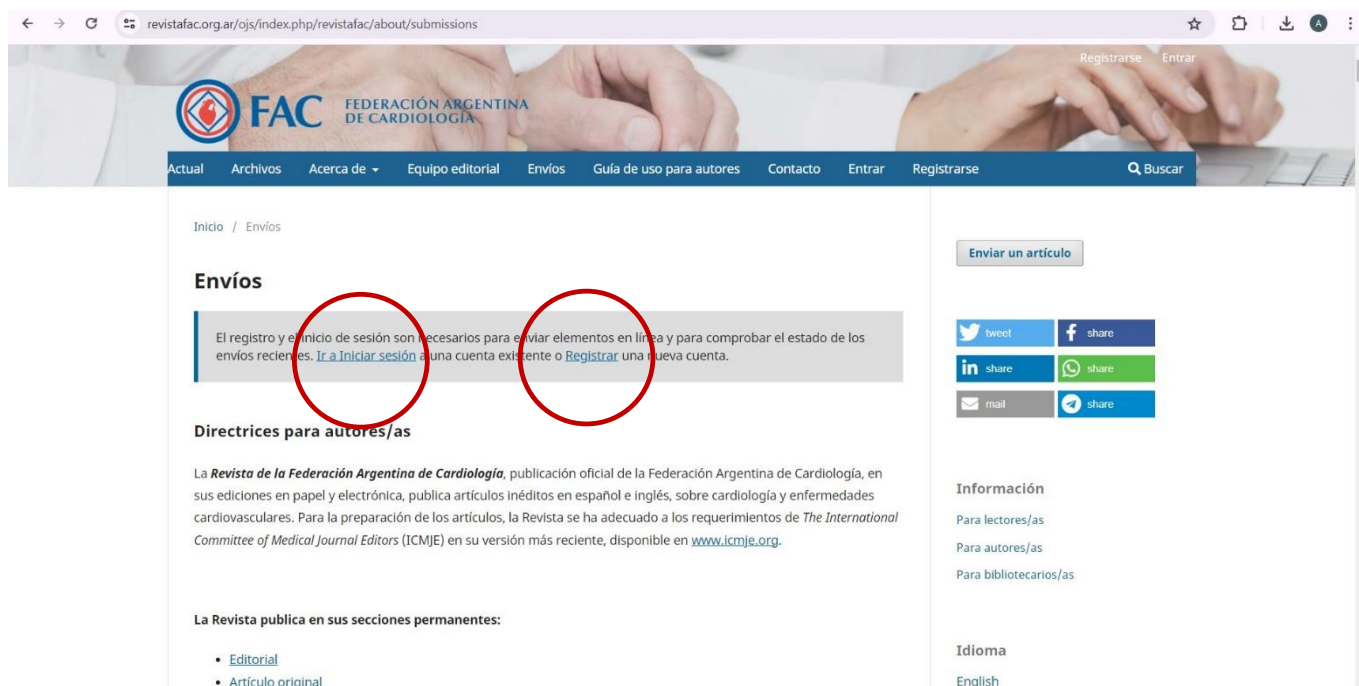 revistafac.org.ar/ojs/index.php/revistafac/about/submissions
A
Registrarse Entrar
FAC FEDERACIÓN ARGENTINA
DE CARDIOLOGÍA
Actual Archivos Acerca de Equipo editorial Envíos Guía de uso para autores Contacto Entrar Registrarse Buscar
Inicio / Envíos
Envíos
El registro y el inicio de sesión son necesarios para enviar elementos en línea y para comprobar el estado de los
envíos recientes. Ir a Iniciar sesión a una cuenta existente o Registrar una nueva cuenta.
Directrices para autores/as
La Revista de la Federación Argentina de Cardiología, publicación oficial de la Federación Argentina de Cardiología, en
sus ediciones en papel y electrónica, publica artículos inéditos en español e inglés, sobre cardiología y enfermedades
cardiovasculares. Para la preparación de los artículos, la Revista se ha adecuado a los requerimientos de The International
Committee of Medical Journal Editors (ICMJE) en su versión más reciente, disponible en www.icmje.org.
La Revista publica en sus secciones permanentes:
• Editorial
• Artículo original
Enviar un artículo
tweet
share
in share
share
mail
share
Información
Para lectores/as
Para autores/as
Para bibliotecarios/as
Idioma
English